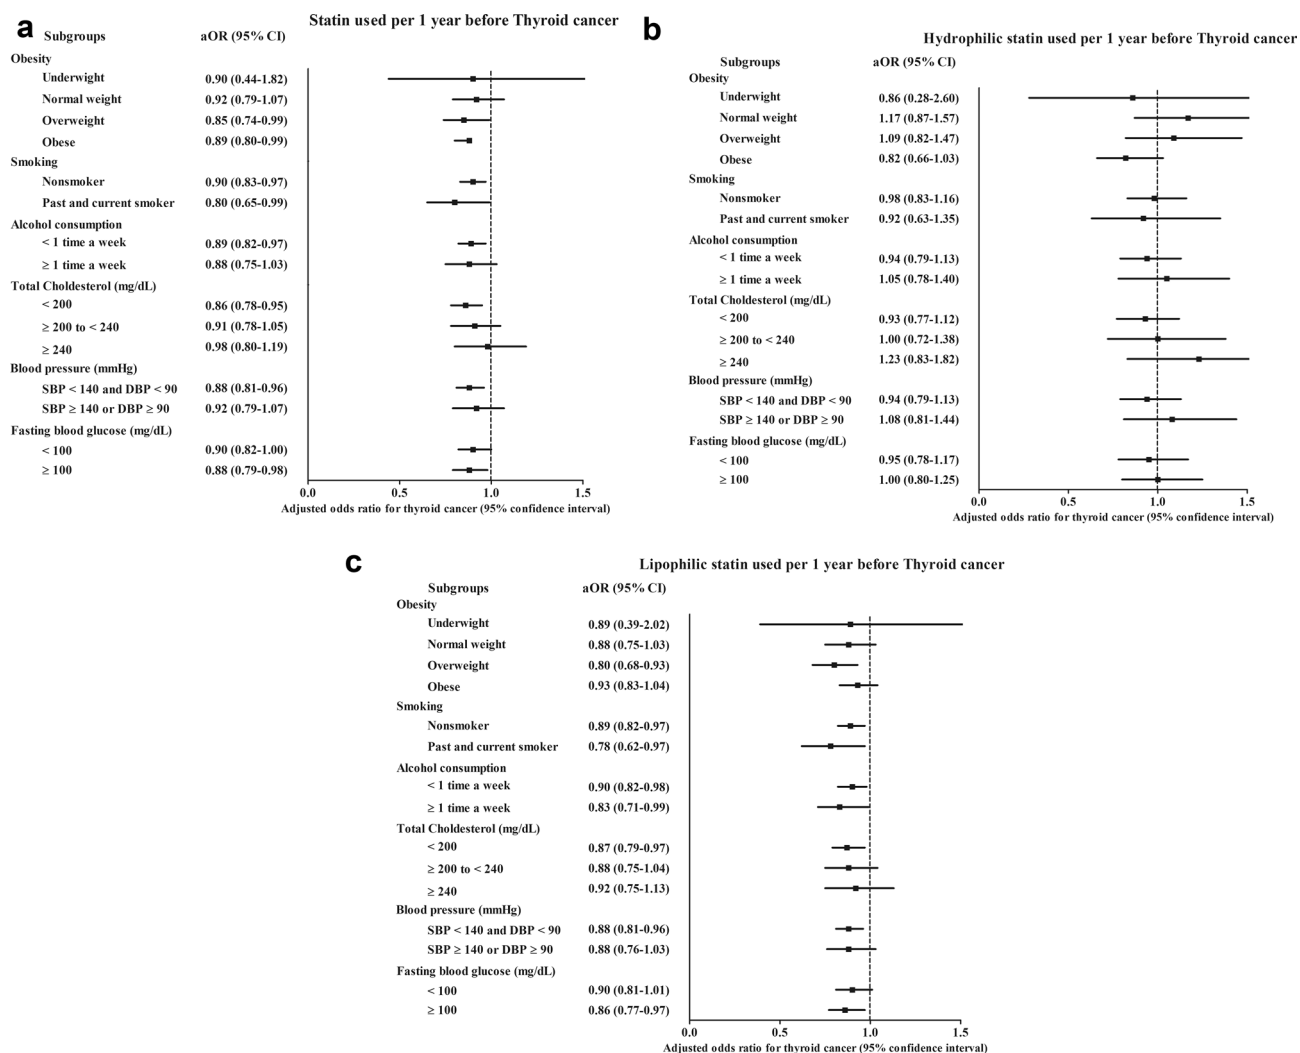 a
Statin used per 1 year before Thyroid cancer
Subgroups aOR (95% CI)
Obesity
Underwight 0.90 (0.44-1.82)
Normal weight 0.92 (0.79-1.07)
Overweight 0.85 (0.74-0.99)
Obese 0.89 (0.80-0.99)
Smoking
Nonsmoker 0.90 (0.83-0.97)
Past and current smoker 0.80 (0.65-0.99)
Alcohol consumption
< 1 time a week 0.89 (0.82-0.97)
≥ 1 time a week 0.88 (0.75-1.03)
Total Choldesterol (mg/dL)
< 200 0.86 (0.78-0.95)
≥ 200 to < 240 0.91 (0.78-1.05)
≥ 240 0.98 (0.80-1.19)
Blood pressure (mmHg)
SBP < 140 and DBP < 90 0.88 (0.81-0.96)
SBP ≥ 140 or DBP ≥ 90 0.92 (0.79-1.07)
Fasting blood glucose (mg/dL)
< 100 0.90 (0.82-1.00)
≥ 100 0.88 (0.79-0.98)
0.0 0.5 1.0 1.5
Adjusted odds ratio for thyroid cancer (95% confidence interval)
b
Hydrophilic statin used per 1 year before Thyroid cancer
Subgroups aOR (95% CI)
Obesity
Underwight 0.86 (0.28-2.60)
Normal weight 1.17 (0.87-1.57)
Overweight 1.09 (0.82-1.47)
Obese 0.82 (0.66-1.03)
Smoking
Nonsmoker 0.98 (0.83-1.16)
Past and current smoker 0.92 (0.63-1.35)
Alcohol consumption
< 1 time a week 0.94 (0.79-1.13)
≥ 1 time a week 1.05 (0.78-1.40)
Total Choldesterol (mg/dL)
< 200 0.93 (0.77-1.12)
≥ 200 to < 240 1.00 (0.72-1.38)
≥ 240 1.23 (0.83-1.82)
Blood pressure (mmHg)
SBP < 140 and DBP < 90 0.94 (0.79-1.13)
SBP ≥ 140 or DBP ≥ 90 1.08 (0.81-1.44)
Fasting blood glucose (mg/dL)
< 100 0.95 (0.78-1.17)
≥ 100 1.00 (0.80-1.25)
0.0 0.5 1.0 1.5
Adjusted odds ratio for thyroid cancer (95% confidence interval)
c
Lipophilic statin used per 1 year before Thyroid cancer
Subgroups aOR (95% CI)
Obesity
Underwight 0.89 (0.39-2.02)
Normal weight 0.88 (0.75-1.03)
Overweight 0.80 (0.68-0.93)
Obese 0.93 (0.83-1.04)
Smoking
Nonsmoker 0.89 (0.82-0.97)
Past and current smoker 0.78 (0.62-0.97)
Alcohol consumption
< 1 time a week 0.90 (0.82-0.98)
≥ 1 time a week 0.83 (0.71-0.99)
Total Choldesterol (mg/dL)
< 200 0.87 (0.79-0.97)
≥ 200 to < 240 0.88 (0.75-1.04)
≥ 240 0.92 (0.75-1.13)
Blood pressure (mmHg)
SBP < 140 and DBP < 90 0.88 (0.81-0.96)
SBP ≥ 140 or DBP ≥ 90 0.88 (0.76-1.03)
Fasting blood glucose (mg/dL)
< 100 0.90 (0.81-1.01)
≥ 100 0.86 (0.77-0.97)
0.0 0.5 1.0 1.5
Adjusted odds ratio for thyroid cancer (95% confidence interval)